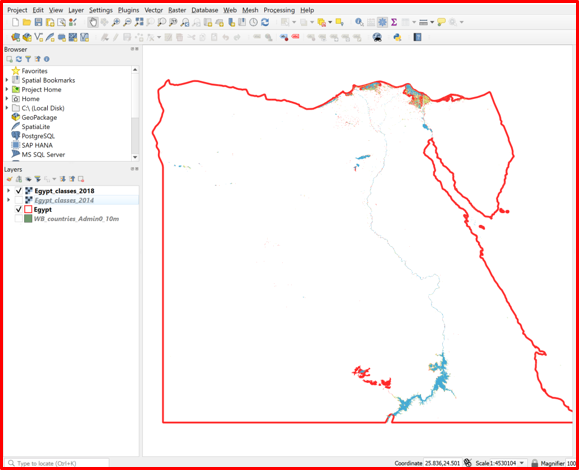 Project Edit View Layer Settings Plugins Vector Raster Database Web Mesh Processing Help
Browser
Favorites
Spatial Bookmarks
Project Home
Home
C:\ (Local Disk)
GeoPackage
SpatiaLite
PostgreSQL
SAP HANA
MS SQL Server
Layers
Egypt_classes_2018
Egypt_classes_2014
Egypt
WB_countries_Admin0_10m
Type to locate (Ctrl+K) Coordinate 25.836,24.501 Scale 1:4530104 Magnifier 100